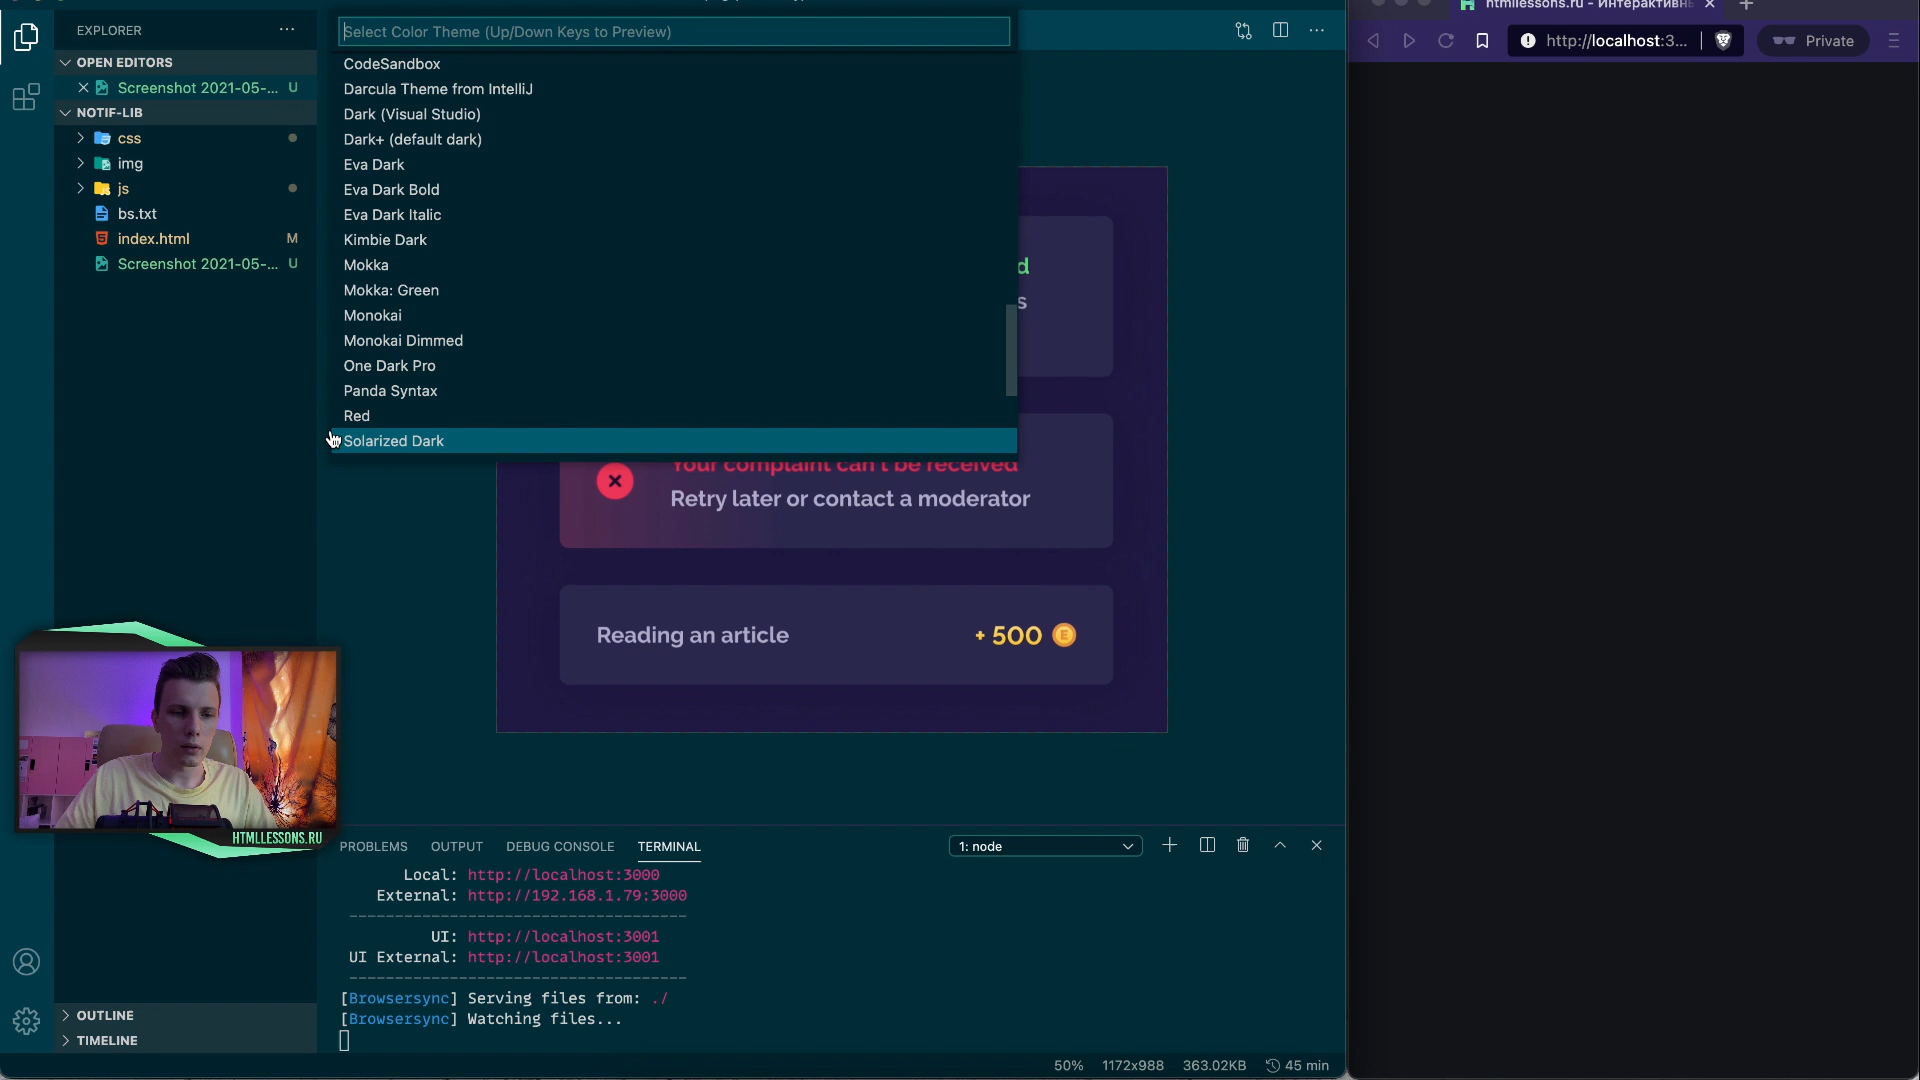 EXPLORER
OPEN EDITORS
Screenshot 2021-05-... U
NOTIF-LIB
css
img
js
bs.txt
index.html M
Screenshot 2021-05-... U
OUTLINE
TIMELINE
Select Color Theme (Up/Down Keys to Preview)
CodeSandbox
Darcula Theme from IntelliJ
Dark (Visual Studio)
Dark+ (default dark)
Eva Dark
Eva Dark Bold
Eva Dark Italic
Kimbie Dark
Mokka
Mokka: Green
Monokai
Monokai Dimmed
One Dark Pro
Panda Syntax
Red
Solarized Dark
d
s
Your complaint can't be received
Retry later or contact a moderator
Reading an article + 500 E
HTMLLESSONS.RU
PROBLEMS OUTPUT DEBUG CONSOLE TERMINAL 1: node
Local: http://localhost:3000
External: http://192.168.1.79:3000
---------------------------------------
UI: http://localhost:3001
UI External: http://localhost:3001
---------------------------------------
[Browsersync] Serving files from: ./
[Browsersync] Watching files...
50% 1172x988 363.02KB 45 min
htmllessons.ru - Интерактивн
http://localhost:3... Private